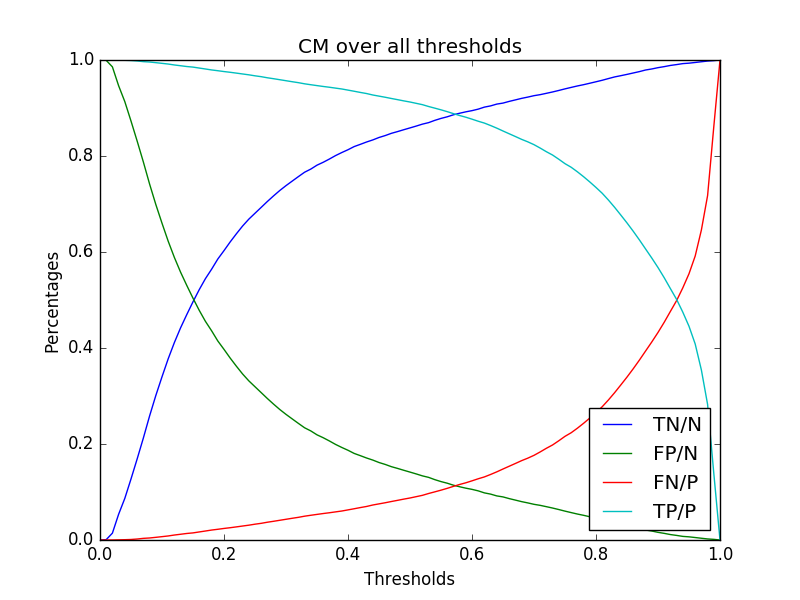 CM over all thresholds
1.0
0.8
0.6
0.4
0.2
0.0
Percentages
0.0 0.2 0.4 0.6 0.8 1.0
Thresholds
TN/N
FP/N
FN/P
TP/P